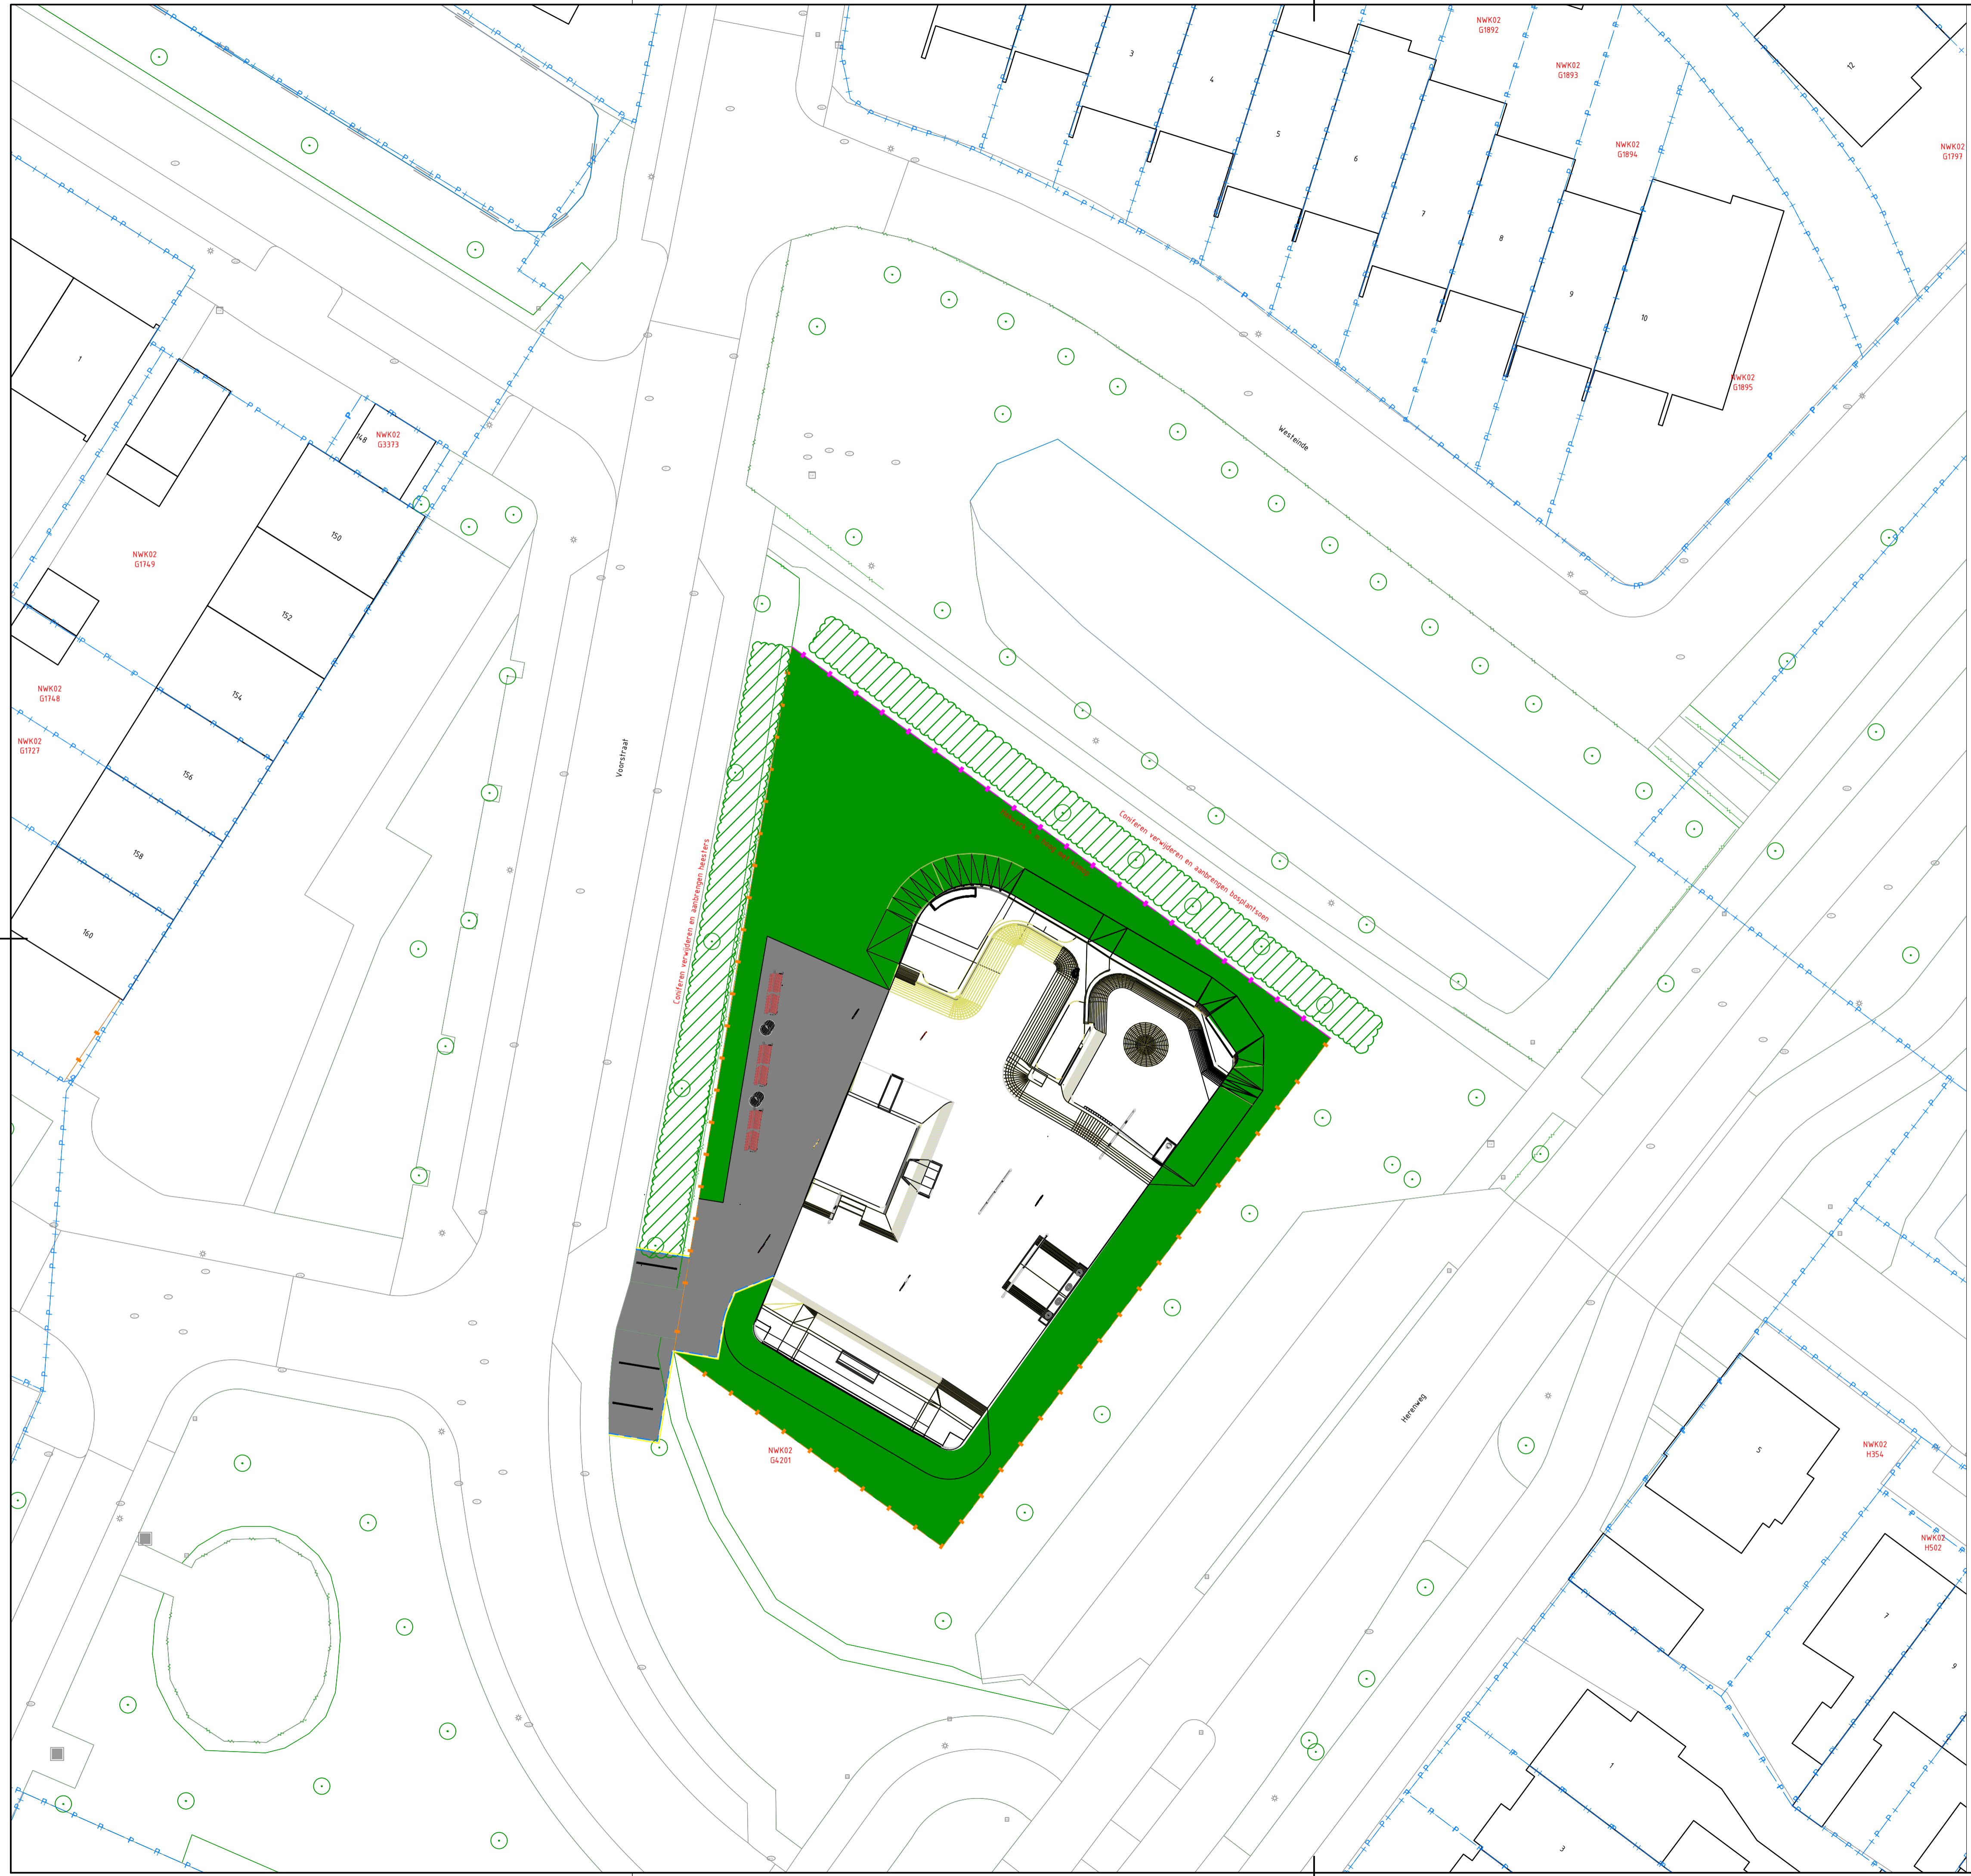 NWK02
G1892
NWK02
G1893
3
4
5
6
7
8
9
10
12
NWK02
G1894
NWK02
G1797
NWK02
G1895
1
148
NWK02
G3373
Westeinde
150
NWK02
G1749
152
154
NWK02
G1748
NWK02
G1727
156
158
160
Voorstraat
Coniferen verwijderen en aanbrengen heesters
Coniferen verwijderen en aanbrengen bosplantsoen
Herenweg
NWK02
G4201
5
NWK02
H354
NWK02
H502
7
9
1
3